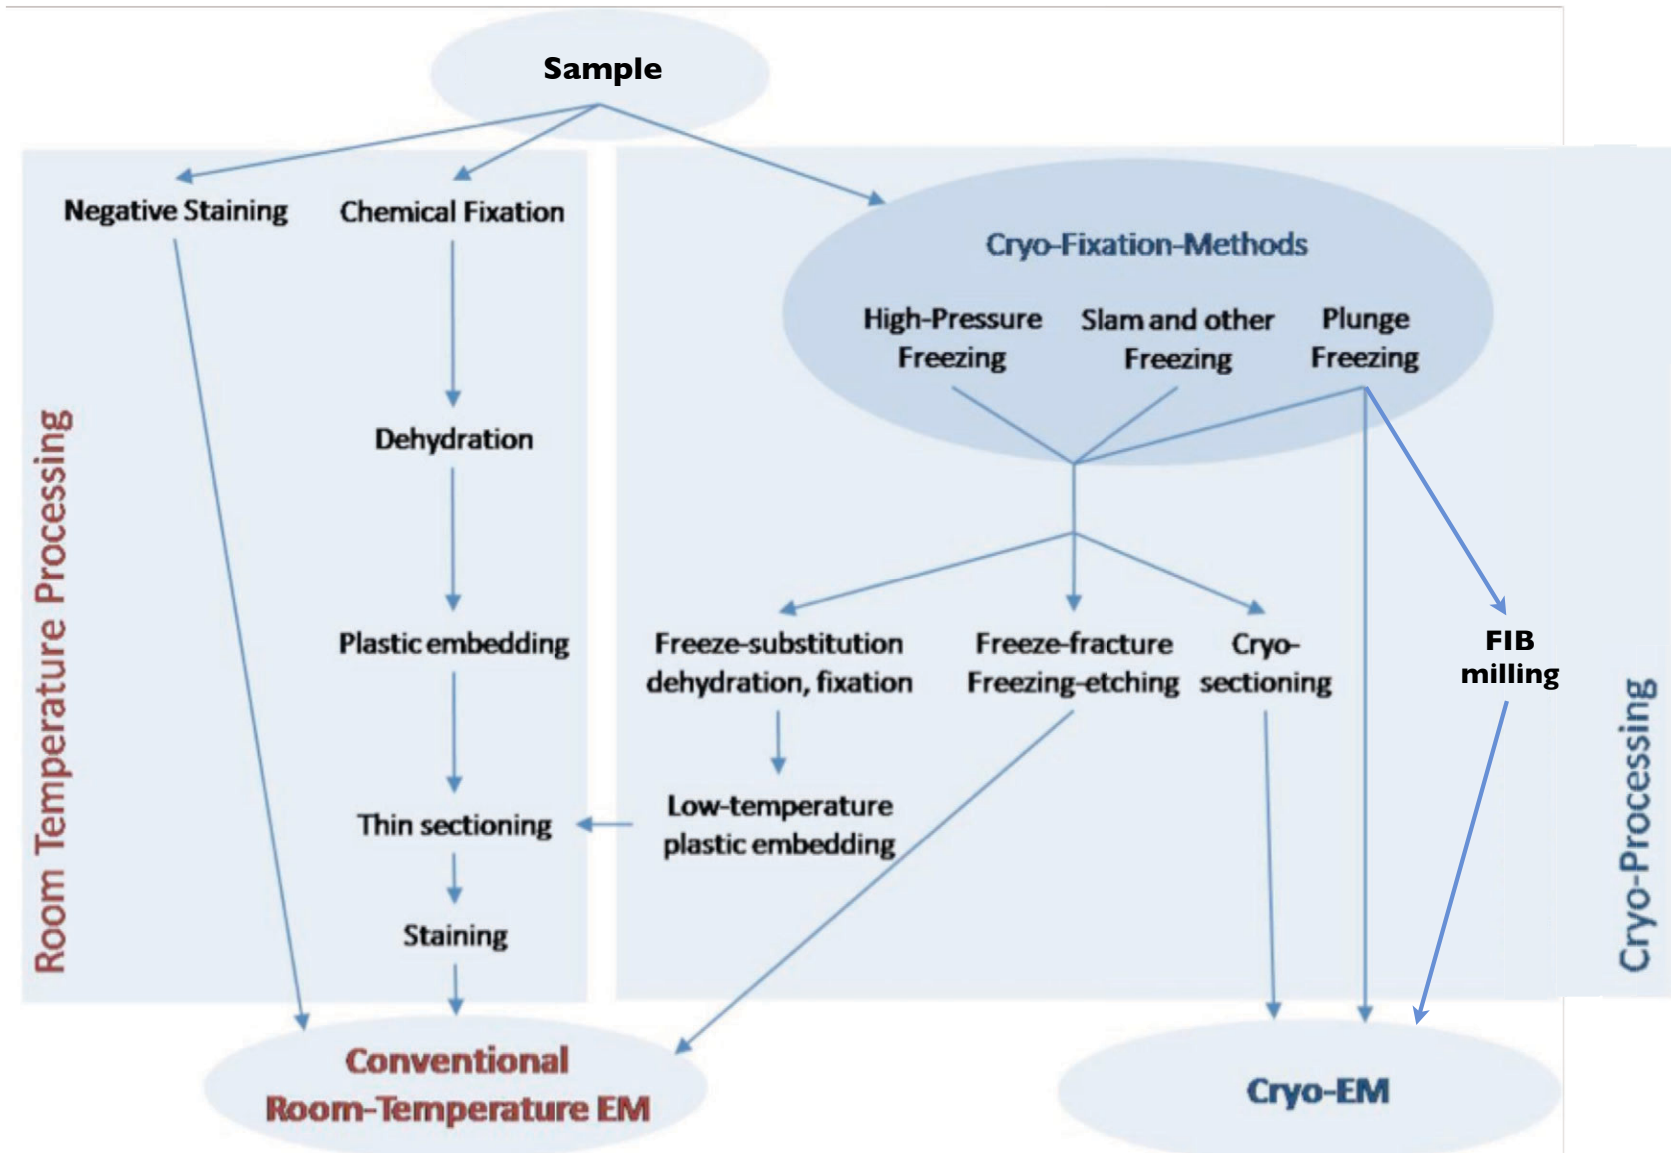 Sample
Room Temperature Processing
Negative Staining
Chemical Fixation
Dehydration
Plastic embedding
Thin sectioning
Staining
Conventional
Room-Temperature EM
Cryo-Fixation-Methods
High-Pressure
Freezing
Slam and other
Freezing
Plunge
Freezing
Freeze-substitution
dehydration, fixation
Freeze-fracture
Freezing-etching
Cryo-
sectioning
FIB
milling
Low-temperature
plastic embedding
Cryo-Processing
Cryo-EM